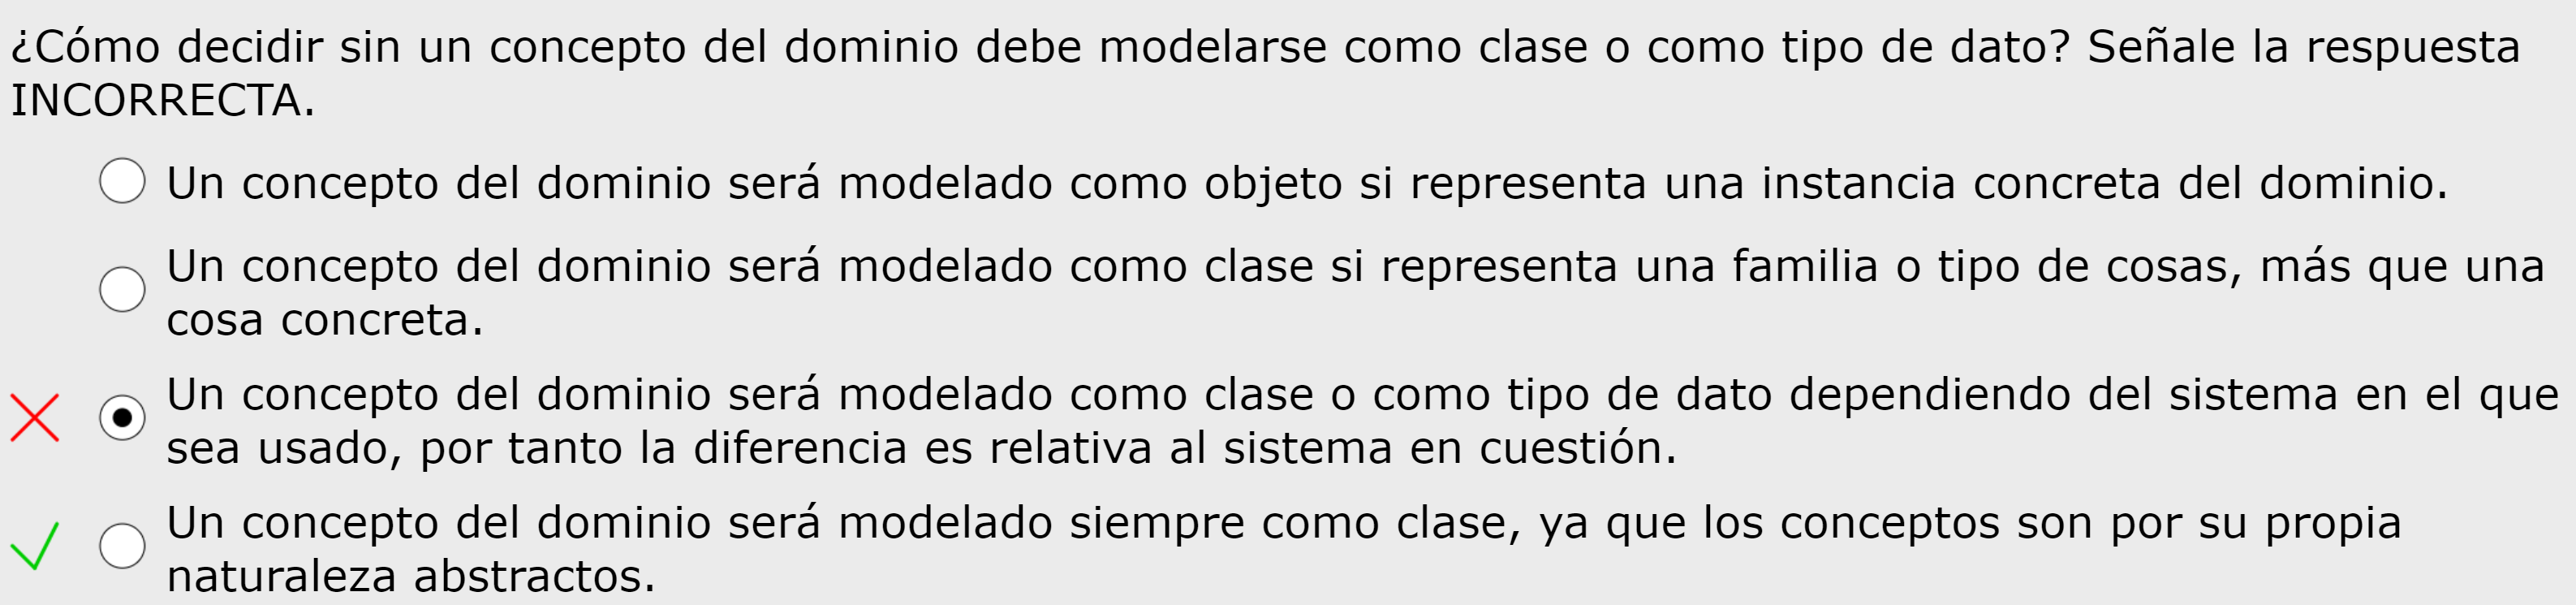 ¿Cómo decidir sin un concepto del dominio debe modelarse como clase o como tipo de dato? Señale la respuesta
INCORRECTA.
Un concepto del dominio será modelado como objeto si representa una instancia concreta del dominio.
Un concepto del dominio será modelado como clase si representa una familia o tipo de cosas, más que una
cosa concreta.
Un concepto del dominio será modelado como clase o como tipo de dato dependiendo del sistema en el que
sea usado, por tanto la diferencia es relativa al sistema en cuestión.
Un concepto del dominio será modelado siempre como clase, ya que los conceptos son por su propia
naturaleza abstractos.